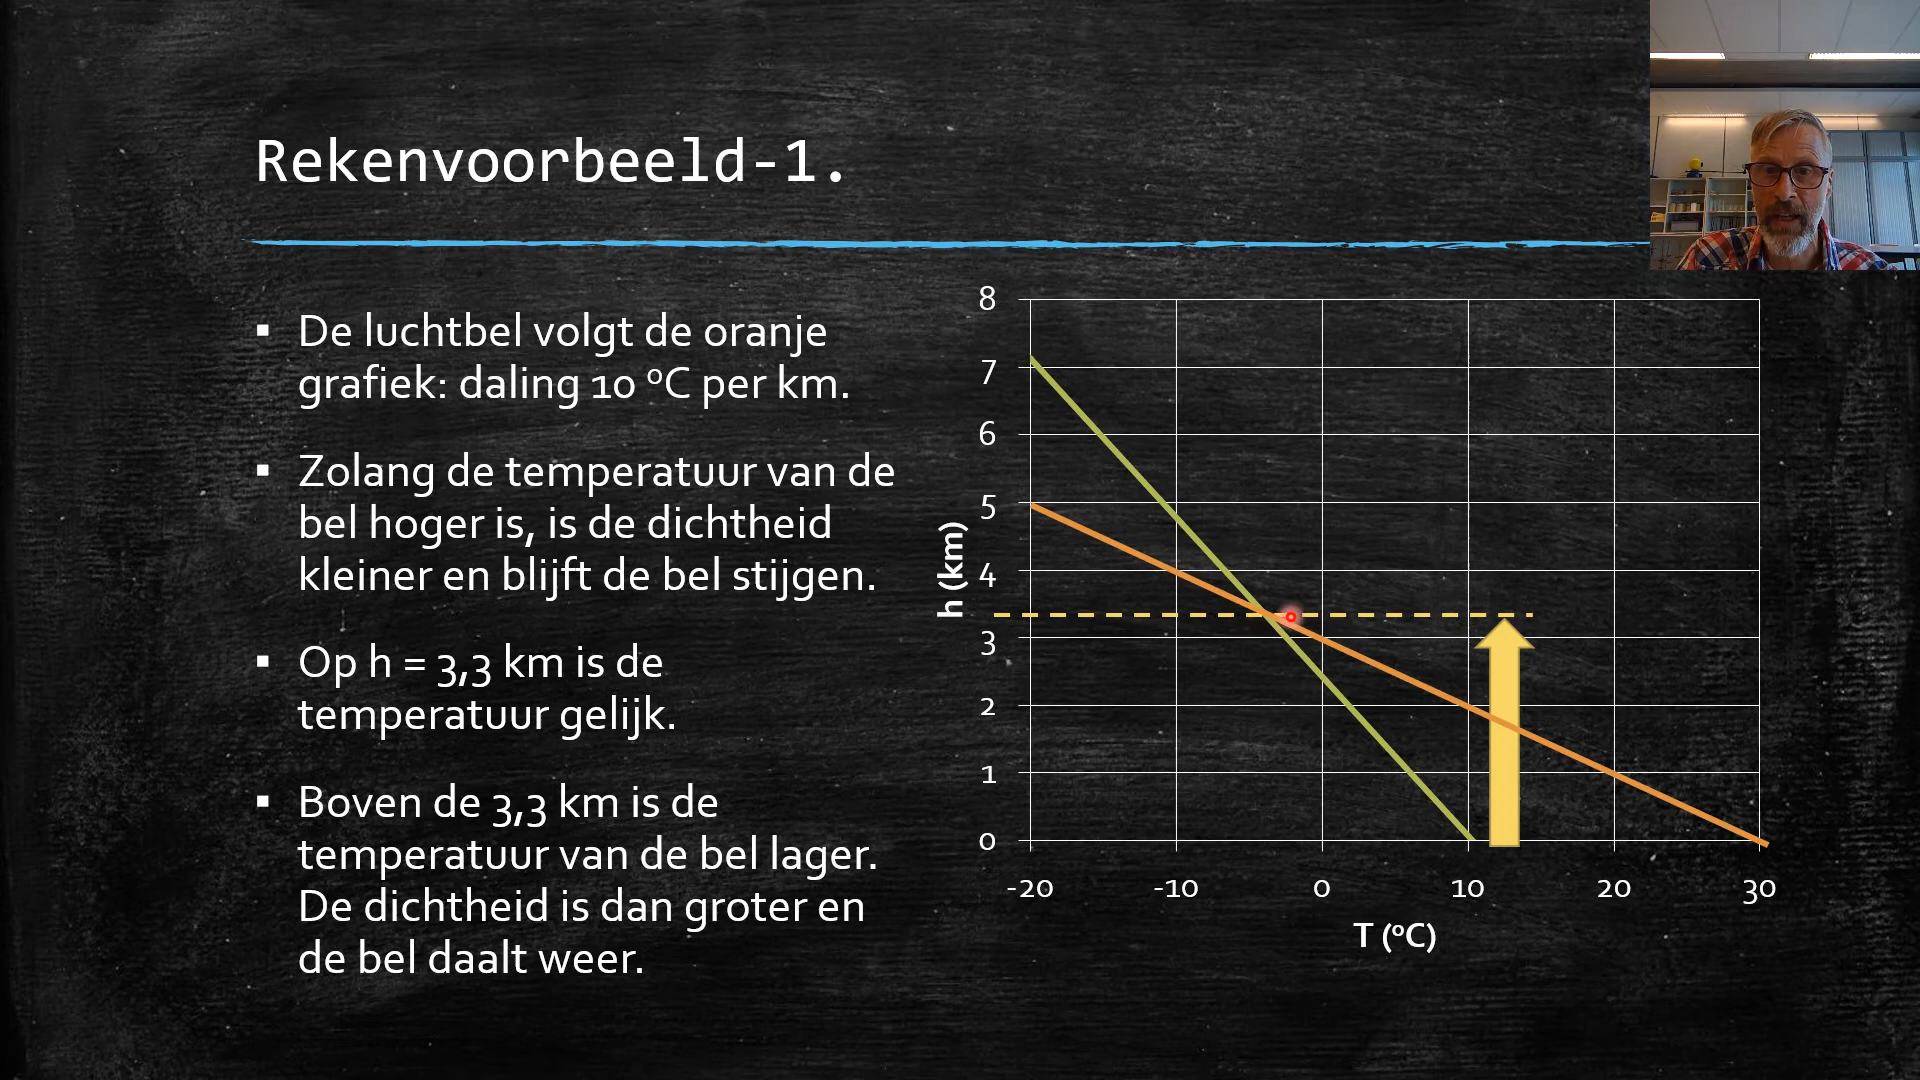 Rekenvoorbeeld-1.
▪ De luchtbel volgt de oranje
grafiek: daling 10 °C per km.
▪ Zolang de temperatuur van de
bel hoger is, is de dichtheid
kleiner en blijft de bel stijgen.
▪ Op h = 3,3 km is de
temperatuur gelijk.
▪ Boven de 3,3 km is de
temperatuur van de bel lager.
De dichtheid is dan groter en
de bel daalt weer.
8
7
6
5
4
3
2
1
0
h (km)
-20 -10 0 10 20 30
T (°C)